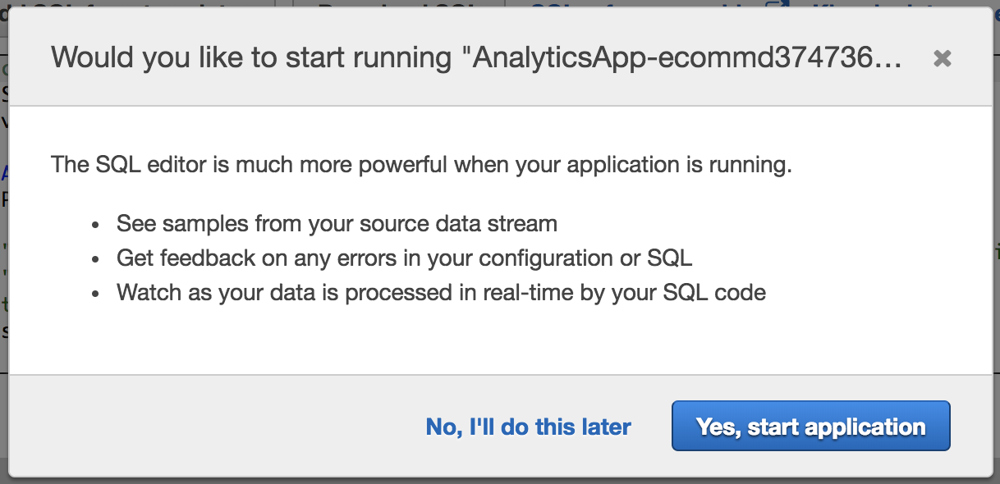 Would you like to start running "AnalyticsApp-ecommd374736...
The SQL editor is much more powerful when your application is running.
• See samples from your source data stream
• Get feedback on any errors in your configuration or SQL
• Watch as your data is processed in real-time by your SQL code
No, I'll do this later
Yes, start application